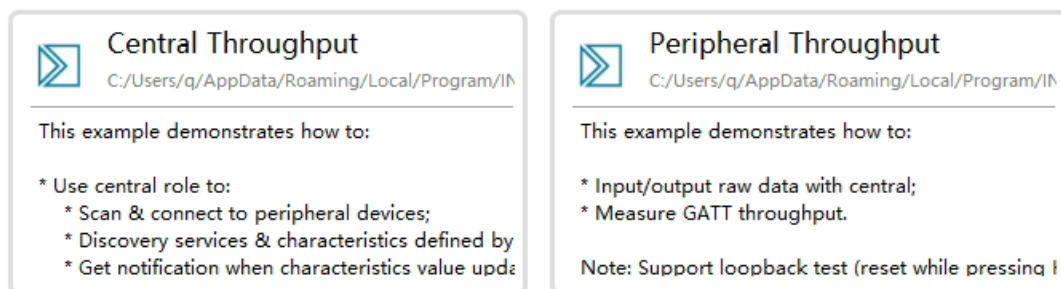 Central Throughput
C:/Users/q/AppData/Roaming/Local/Program/IN
This example demonstrates how to:
* Use central role to:
* Scan & connect to peripheral devices;
* Discovery services & characteristics defined by
* Get notification when characteristics value upda
Peripheral Throughput
C:/Users/q/AppData/Roaming/Local/Program/IN
This example demonstrates how to:
* Input/output raw data with central;
* Measure GATT throughput.
Note: Support loopback test (reset while pressing